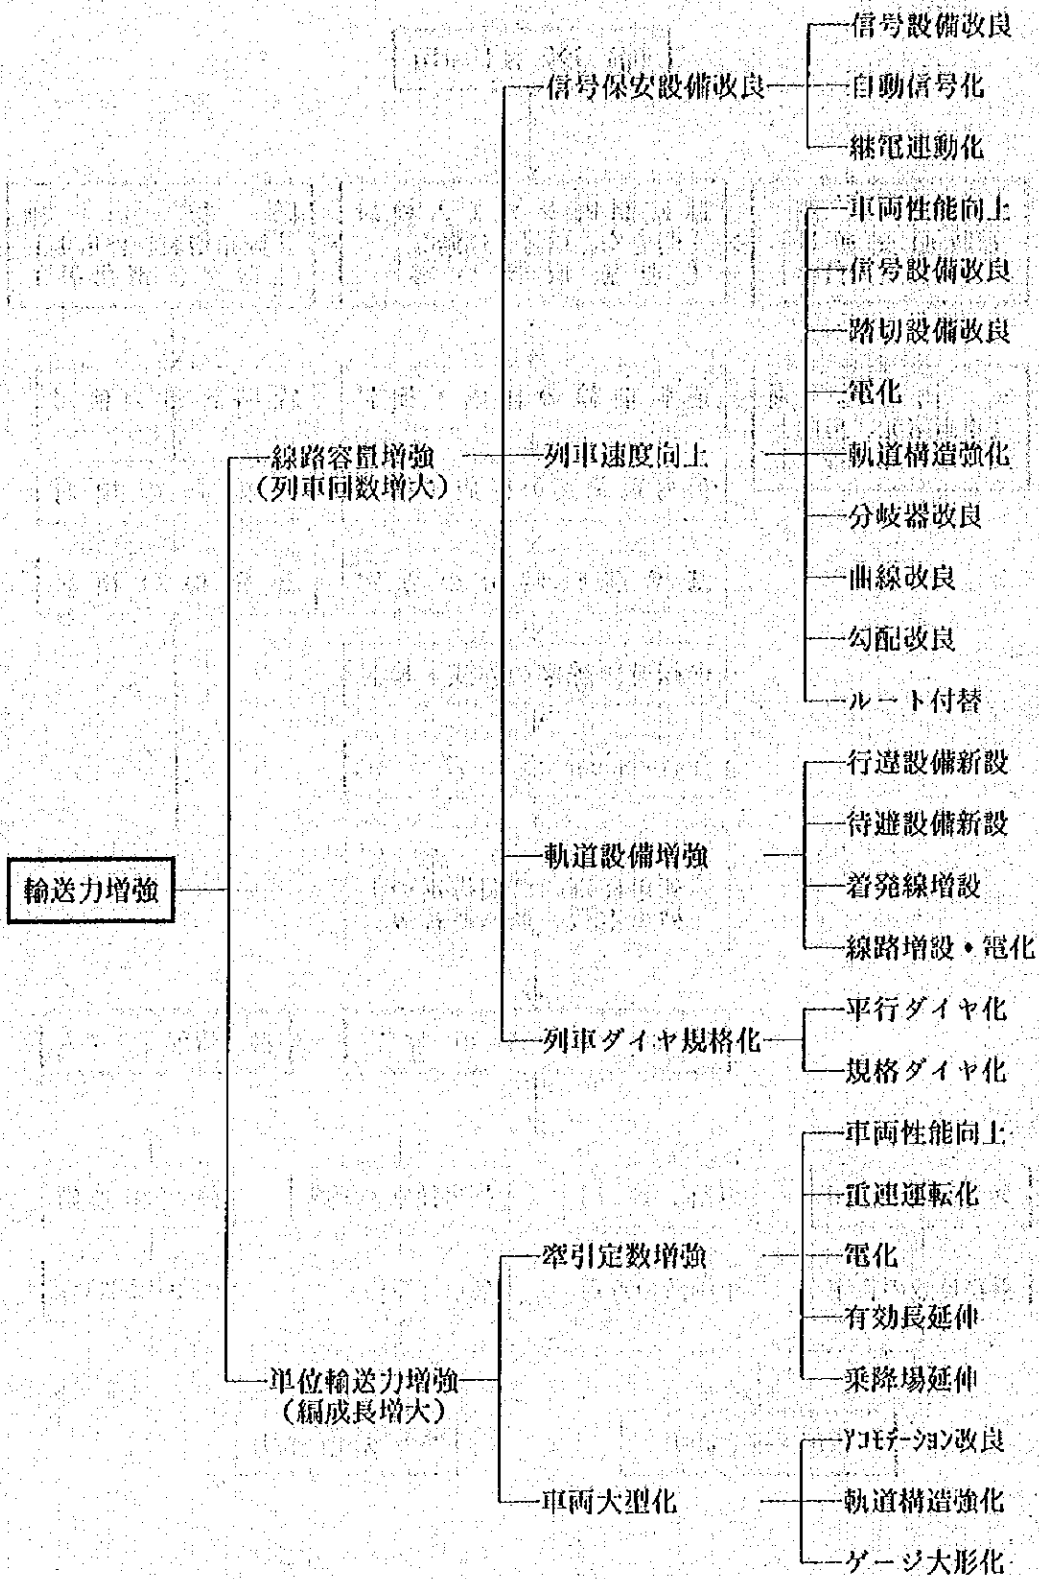 信号設備改良
信号保安設備改良
自動信号化
継電連動化
車両性能向上
信号設備改良
踏切設備改良
電化
線路容量増強
(列車回数増大)
列車速度向上
軌道構造強化
分岐器改良
曲線改良
勾配改良
ルート付替
行違設備新設
待避設備新設
輸送力増強
軌道設備増強
着発線増設
線路増設・電化
列車ダイヤ規格化
平行ダイヤ化
規格ダイヤ化
車両性能向上
重連運転化
牽引定数増強
電化
有効長延伸
単位輸送力増強
(編成長増大)
乗降場延伸
アコモデーション改良
車両大型化
軌道構造強化
ゲージ大形化